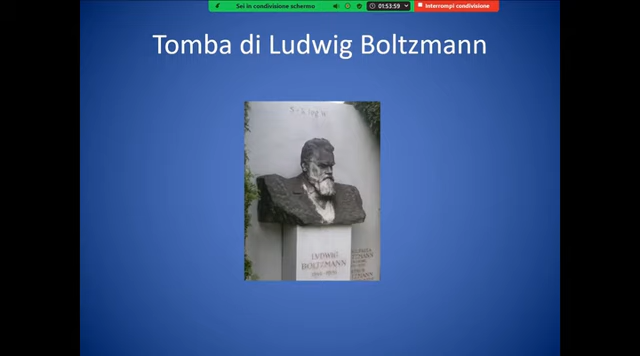 Sei in condivisione schermo
01:53:59
Interrompi condivisione
Tomba di Ludwig Boltzmann
LUDWIG
BOLTZMANN